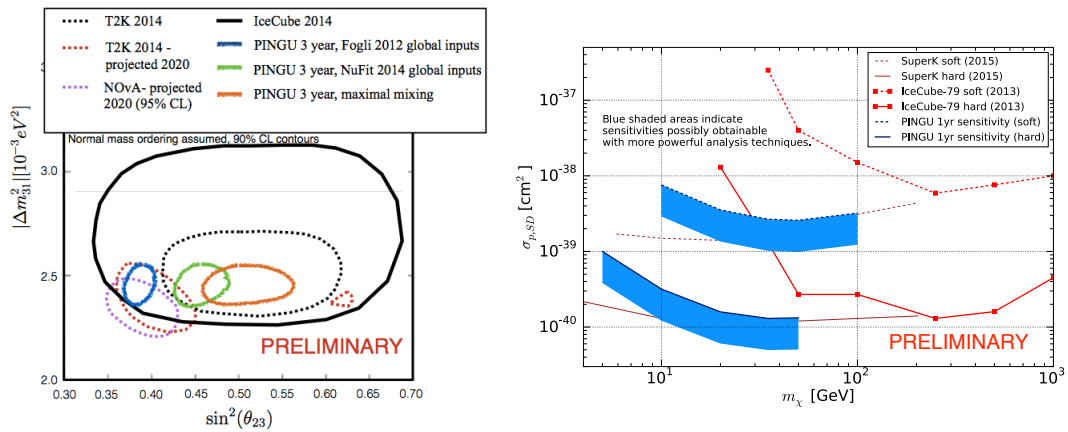 T2K 2014
T2K 2014 -
projected 2020
NOvA- projected
2020 (95% CL)
IceCube 2014
PINGU 3 year, Fogli 2012 global inputs
PINGU 3 year, NuFit 2014 global inputs
PINGU 3 year, maximal mixing
Normal mass ordering assumed, 90% CL contours
|Δm²₃₁|[10⁻³eV²]
3.0
2.5
2.0
PRELIMINARY
0.30 0.35 0.40 0.45 0.50 0.55 0.60 0.65 0.70
sin²(θ₂₃)
SuperK soft (2015)
SuperK hard (2015)
IceCube-79 soft (2013)
IceCube-79 hard (2013)
PINGU 1yr sensitivity (soft)
PINGU 1yr sensitivity (hard)
Blue shaded areas indicate
sensitivities possibly obtainable
with more powerful analysis techniques.
σp,SD [cm²]
10⁻³⁷
10⁻³⁸
10⁻³⁹
10⁻⁴⁰
PRELIMINARY
10¹ 10² 10³
mχ [GeV]